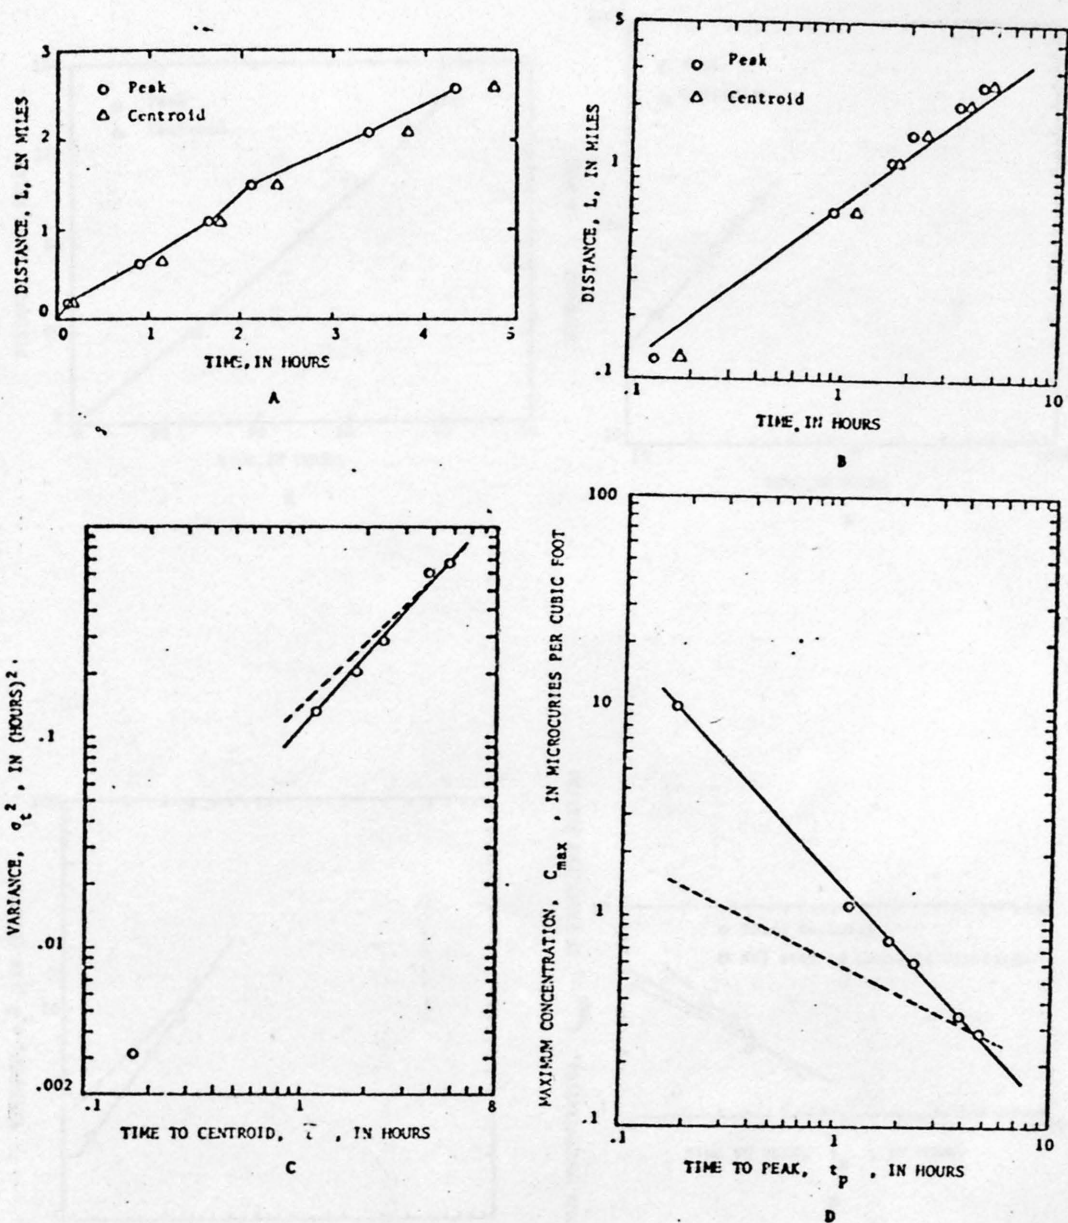 3
2
1
0
DISTANCE, L, IN MILES
Peak
Centroid
0 1 2 3 4 5
TIME, IN HOURS
A
5
1
.1
DISTANCE, L, IN MILES
Peak
Centroid
.1 1 10
TIME, IN HOURS
B
.1
.01
.002
VARIANCE, σt², IN (HOURS)²
.1 1 8
TIME TO CENTROID, t̄, IN HOURS
C
100
10
1
.1
MAXIMUM CONCENTRATION, Cmax, IN MICROCURIES PER CUBIC FOOT
.1 1 10
TIME TO PEAK, tp, IN HOURS
D